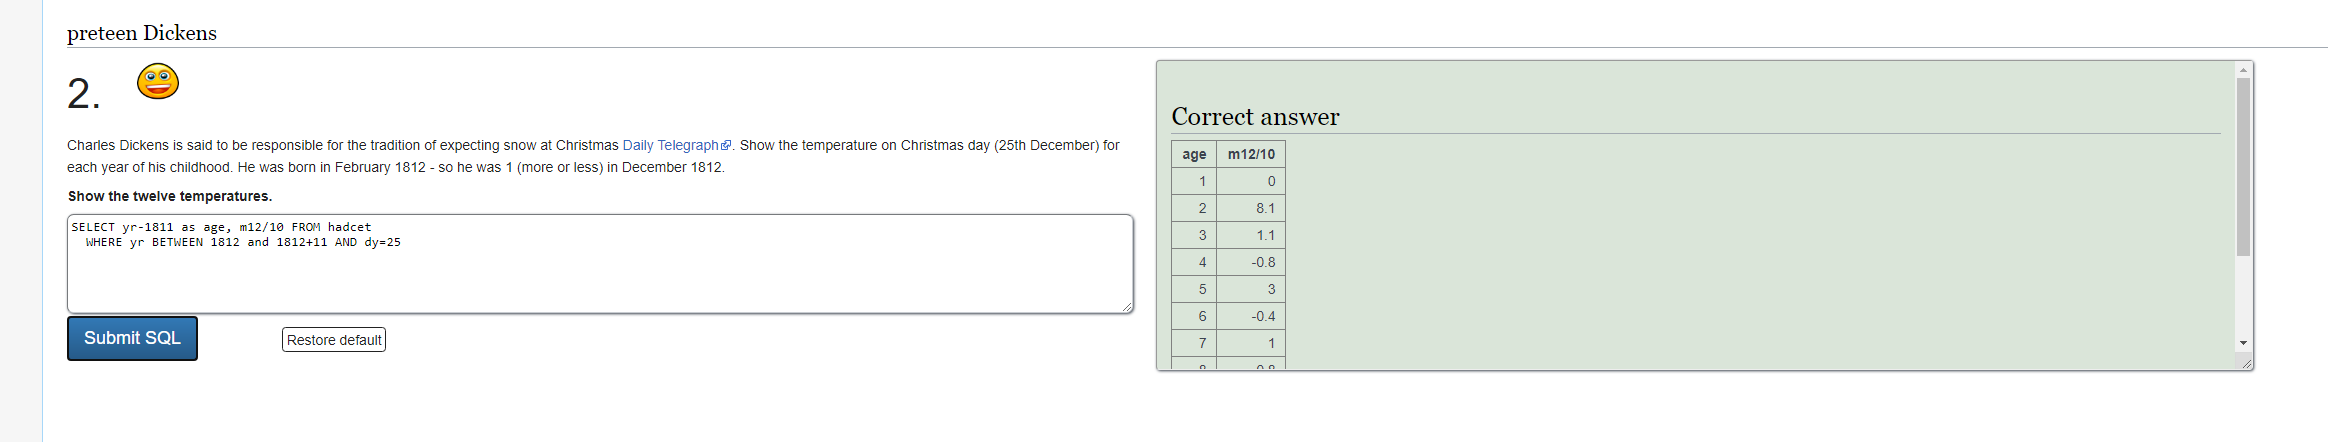 preteen Dickens
2.
Charles Dickens is said to be responsible for the tradition of expecting snow at Christmas Daily Telegraph. Show the temperature on Christmas day (25th December) for
each year of his childhood. He was born in February 1812 - so he was 1 (more or less) in December 1812.
Show the twelve temperatures.
SELECT yr-1811 as age, m12/10 FROM hadcet
WHERE yr BETWEEN 1812 and 1812+11 AND dy=25
Submit SQL
Restore default
Correct answer
age m12/10
1 0
2 8.1
3 1.1
4 -0.8
5 3
6 -0.4
7 1